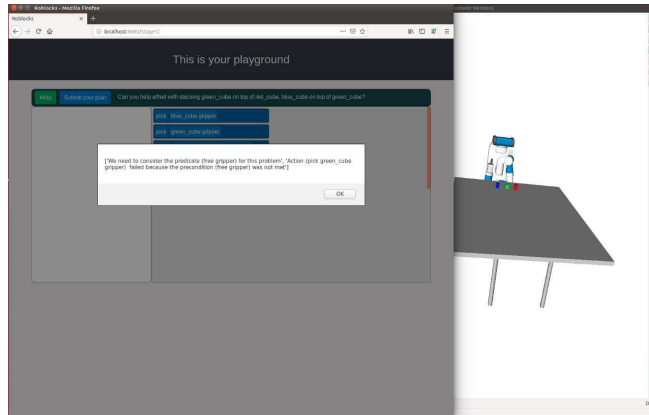 Roblocks - Mozilla Firefox
Roblocks
localhost
This is your playground
Help Submit your plan Can you help alfred with stacking green_cube on top of red_cube, blue_cube on top of green_cube?
pick blue_cube gripper
pick green_cube gripper
['We need to consider the predicate (free gripper) for this problem', 'Action (pick green_cube
gripper) failed because the precondition (free gripper) was not met']
OK